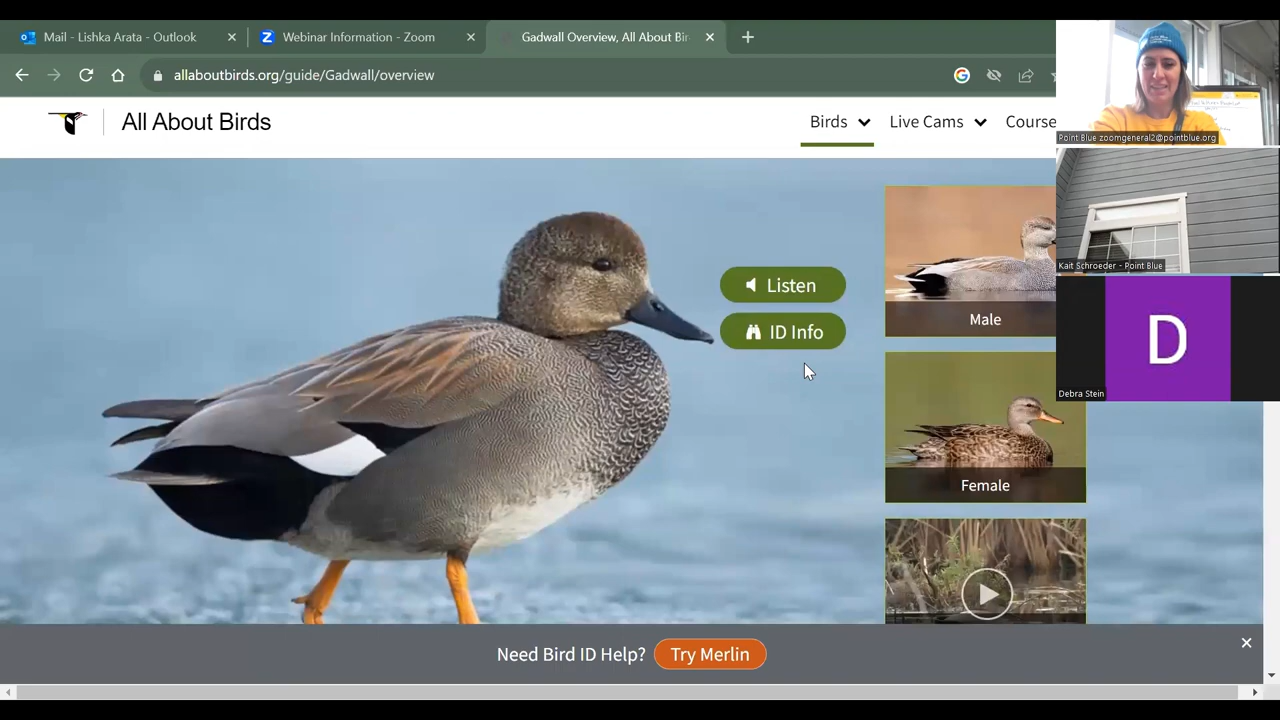 Mail - Lishka Arata - Outlook
Webinar Information - Zoom
Gadwall Overview, All About Bir
allaboutbirds.org/guide/Gadwall/overview
All About Birds
Birds
Live Cams
Course
Listen
ID Info
Male
Female
Need Bird ID Help?
Try Merlin
Point Blue zoomgeneral2@pointblue.org
Kait Schroeder - Point Blue
D
Debra Stein